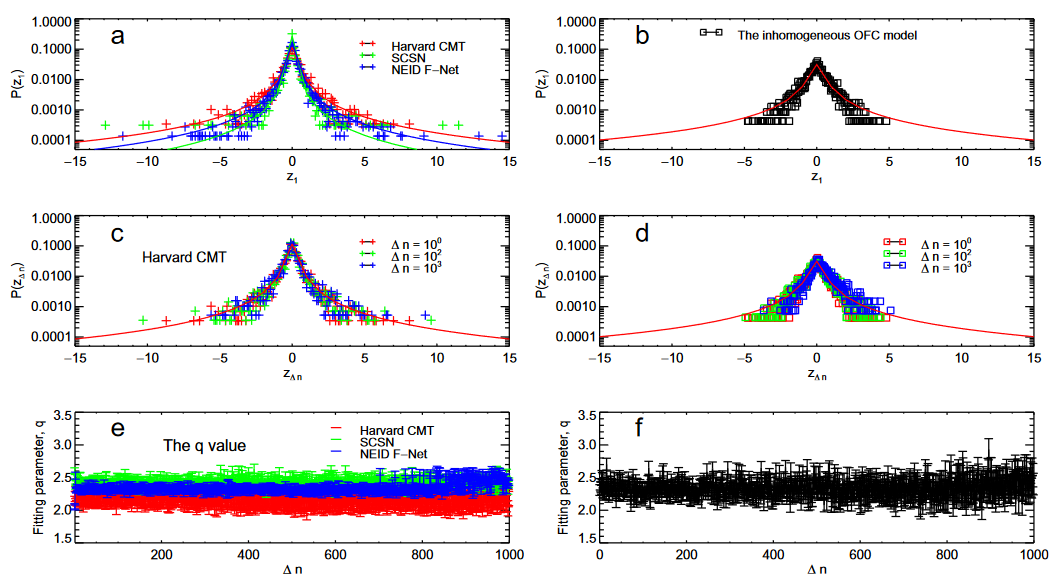 a
Harvard CMT
SCSN
NEID F−Net
P(z1)
1.0000
0.1000
0.0100
0.0010
0.0001
−15 −10 −5 0 5 10 15
z1
b
The inhomogeneous OFC model
P(z1)
1.0000
0.1000
0.0100
0.0010
0.0001
−15 −10 −5 0 5 10 15
z1
c
Harvard CMT
Δ n = 10^0
Δ n = 10^2
Δ n = 10^3
P(zΔn)
1.0000
0.1000
0.0100
0.0010
0.0001
−15 −10 −5 0 5 10 15
zΔn
d
Δ n = 10^0
Δ n = 10^2
Δ n = 10^3
P(zΔn)
1.0000
0.1000
0.0100
0.0010
0.0001
−15 −10 −5 0 5 10 15
zΔn
e
The q value
Harvard CMT
SCSN
NEID F−Net
Fitting parameter, q
3.5
3.0
2.5
2.0
1.5
200 400 600 800 1000
Δ n
f
Fitting parameter, q
3.5
3.0
2.5
2.0
1.5
0 200 400 600 800 1000
Δ n